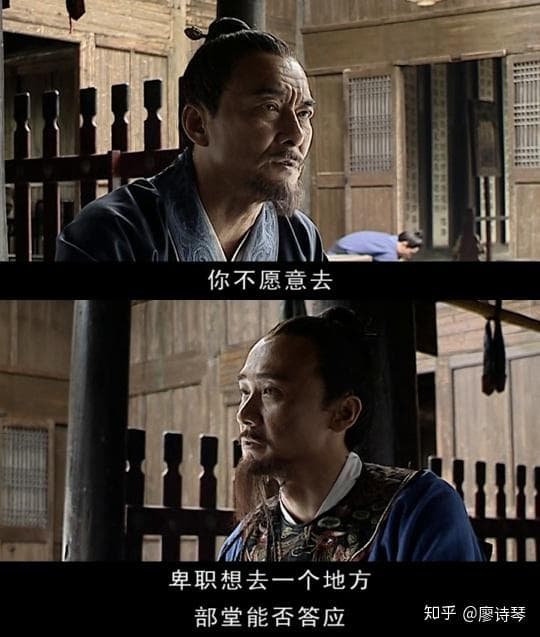 你不愿意去
卑职想去一个地方
部堂能否答应
知乎 @廖诗琴